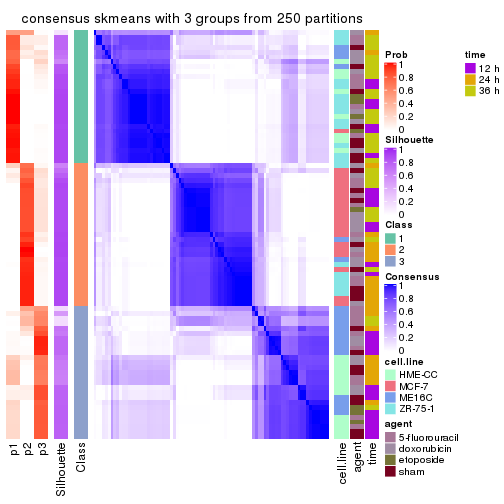 consensus skmeans with 3 groups from 250 partitions
Prob
1
0.8
0.6
0.4
0.2
0
time
12 h
24 h
36 h
Silhouette
1
0.8
0.6
0.4
0.2
0
Class
1
2
3
Consensus
1
0.8
0.6
0.4
0.2
0
cell.line
HME-CC
MCF-7
ME16C
ZR-75-1
agent
5-fluorouracil
doxorubicin
etoposide
sham
p1
p2
p3
Silhouette
Class
cell.line
agent
time